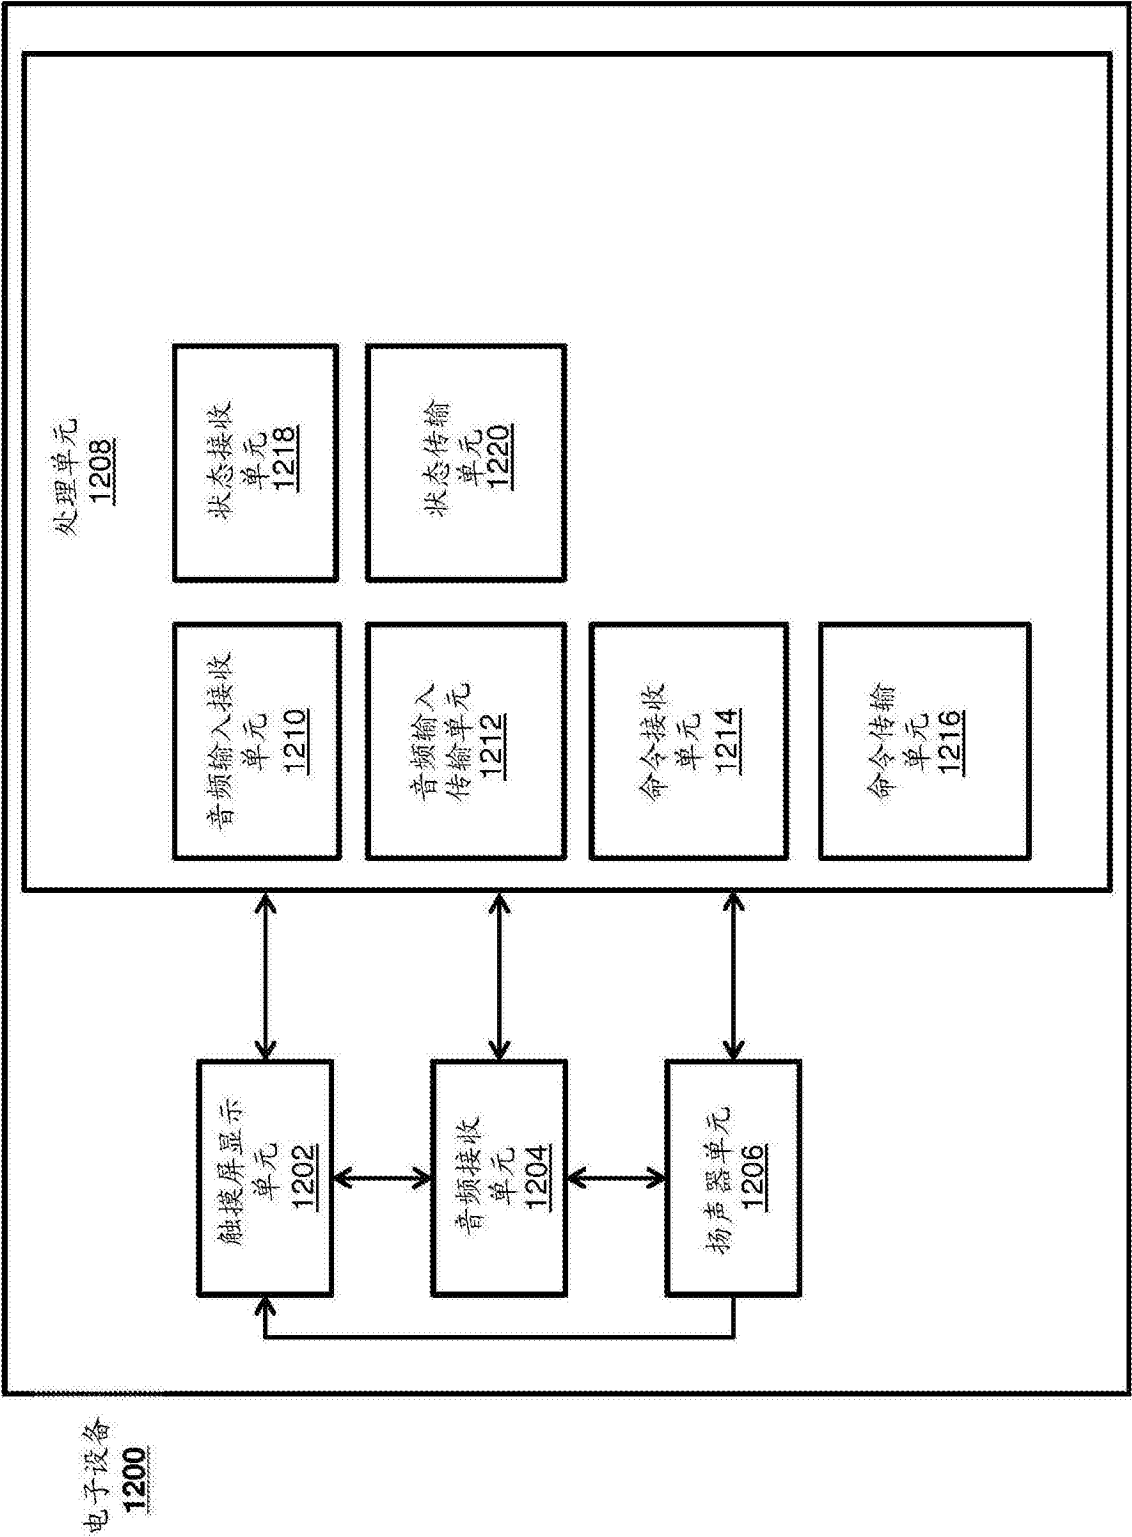 电子设备
1200
触摸屏显示
单元
1202
音频接收
单元
1204
扬声器单元
1206
处理单元
1208
音频输入接收
单元
1210
音频输入
传输单元
1212
命令接收
单元
1214
命令传输
单元
1216
状态接收
单元
1218
状态传输
单元
1220